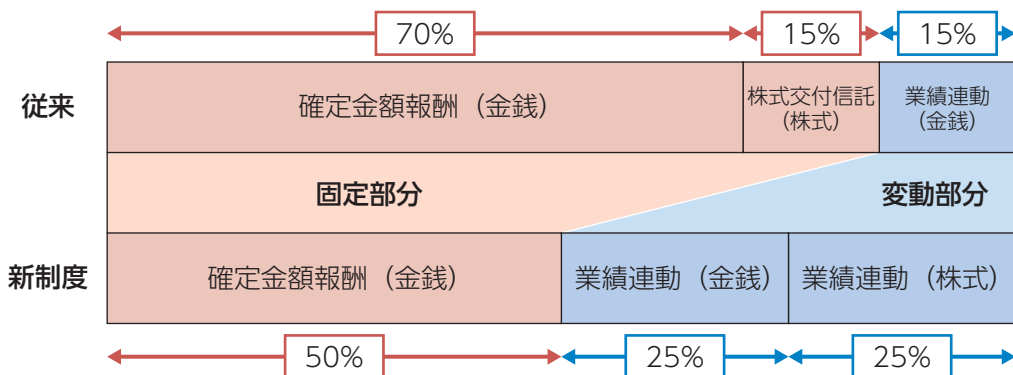 70%
15%
15%
従来
確定金額報酬（金銭）
株式交付信託
（株式）
業績連動
（金銭）
固定部分
変動部分
新制度
確定金額報酬（金銭）
業績連動（金銭）
業績連動（株式）
50%
25%
25%